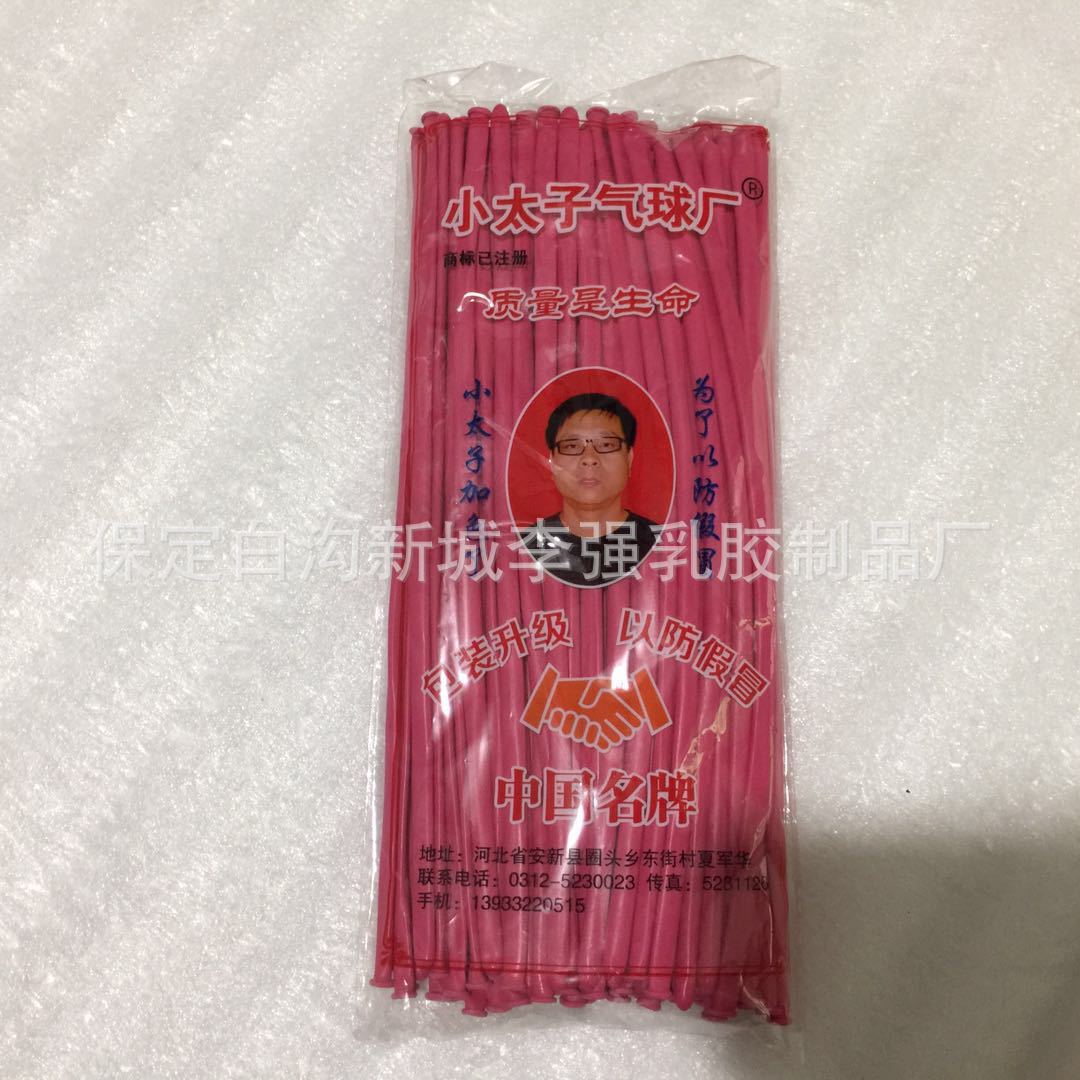 小太子气球厂®
商标已注册
质量是生命
小太子加
为了以防假冒
保定白沟新城李强乳胶制品厂
包装升级 以防假冒
中国名牌
地址：河北省安新县圈头乡东街村夏军华
联系电话：0312-5230023 传真：5231120
手机：13933220515